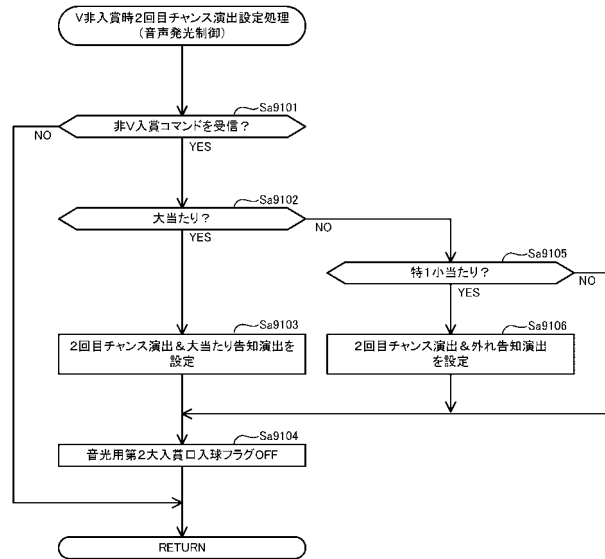 V非入賞時2回目チャンス演出設定処理
(音声発光制御)
Sa9101
非V入賞コマンドを受信?
NO
YES
Sa9102
大当たり?
NO
YES
Sa9105
特1小当たり?
NO
YES
Sa9103
2回目チャンス演出&大当たり告知演出を
設定
Sa9106
2回目チャンス演出&外れ告知演出
を設定
Sa9104
音光用第2大入賞口入球フラグOFF
RETURN